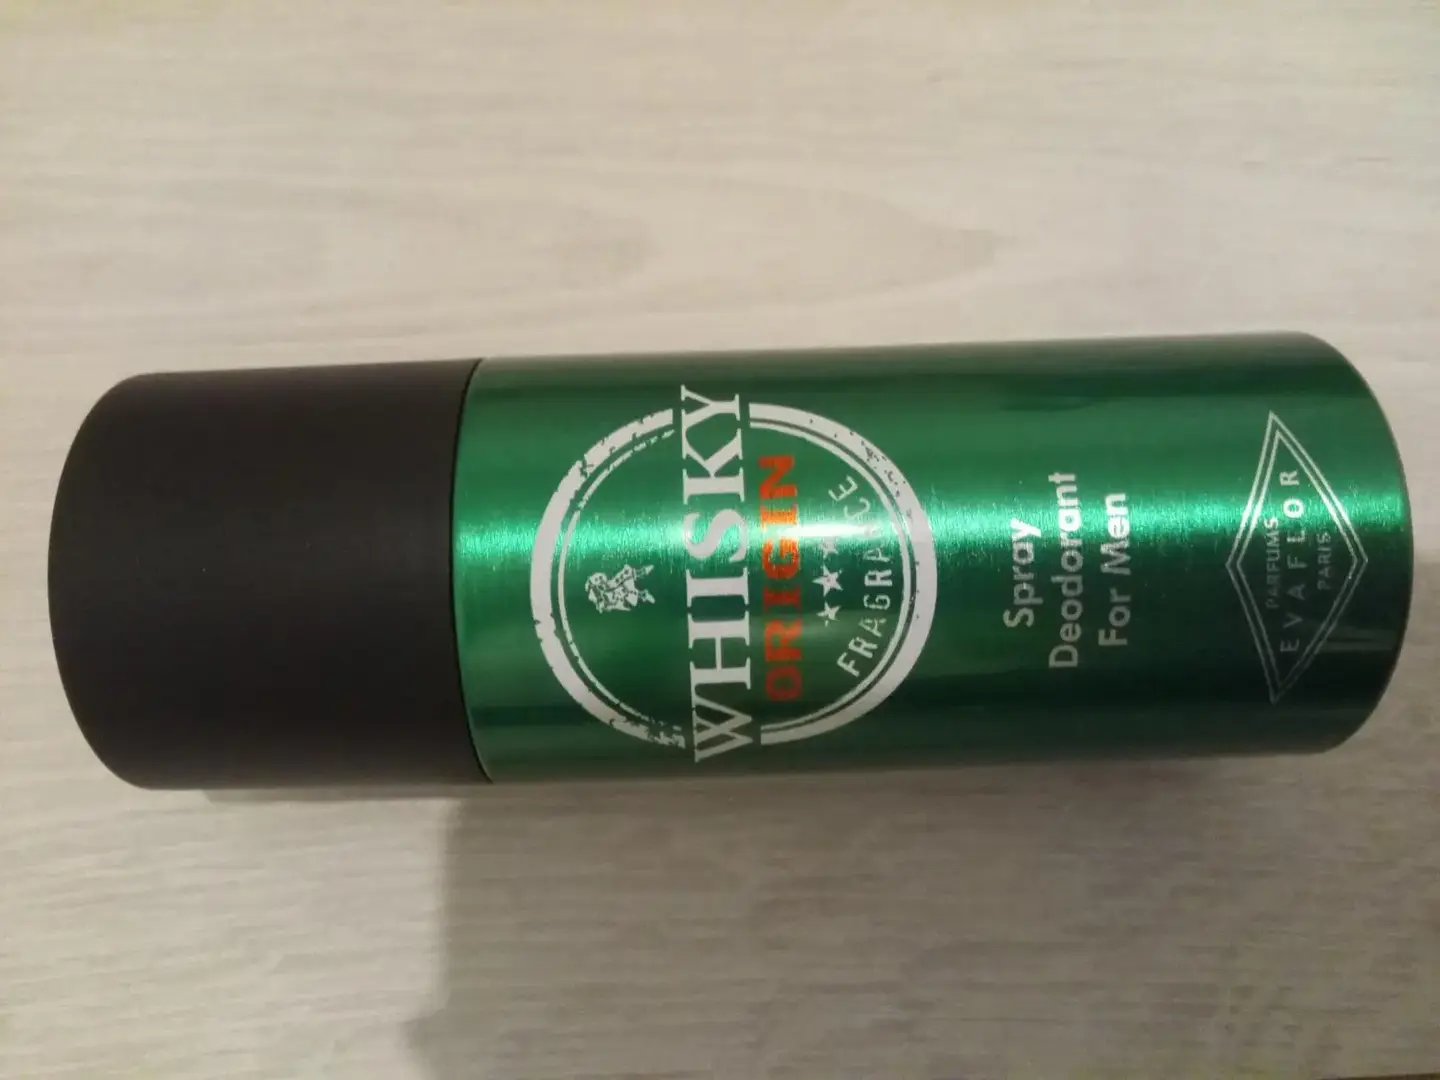 WHISKY
ORIGIN
FRAGRANCE
Spray
Deodorant
For Men
PARFUMS
EVAFLOR
PARIS